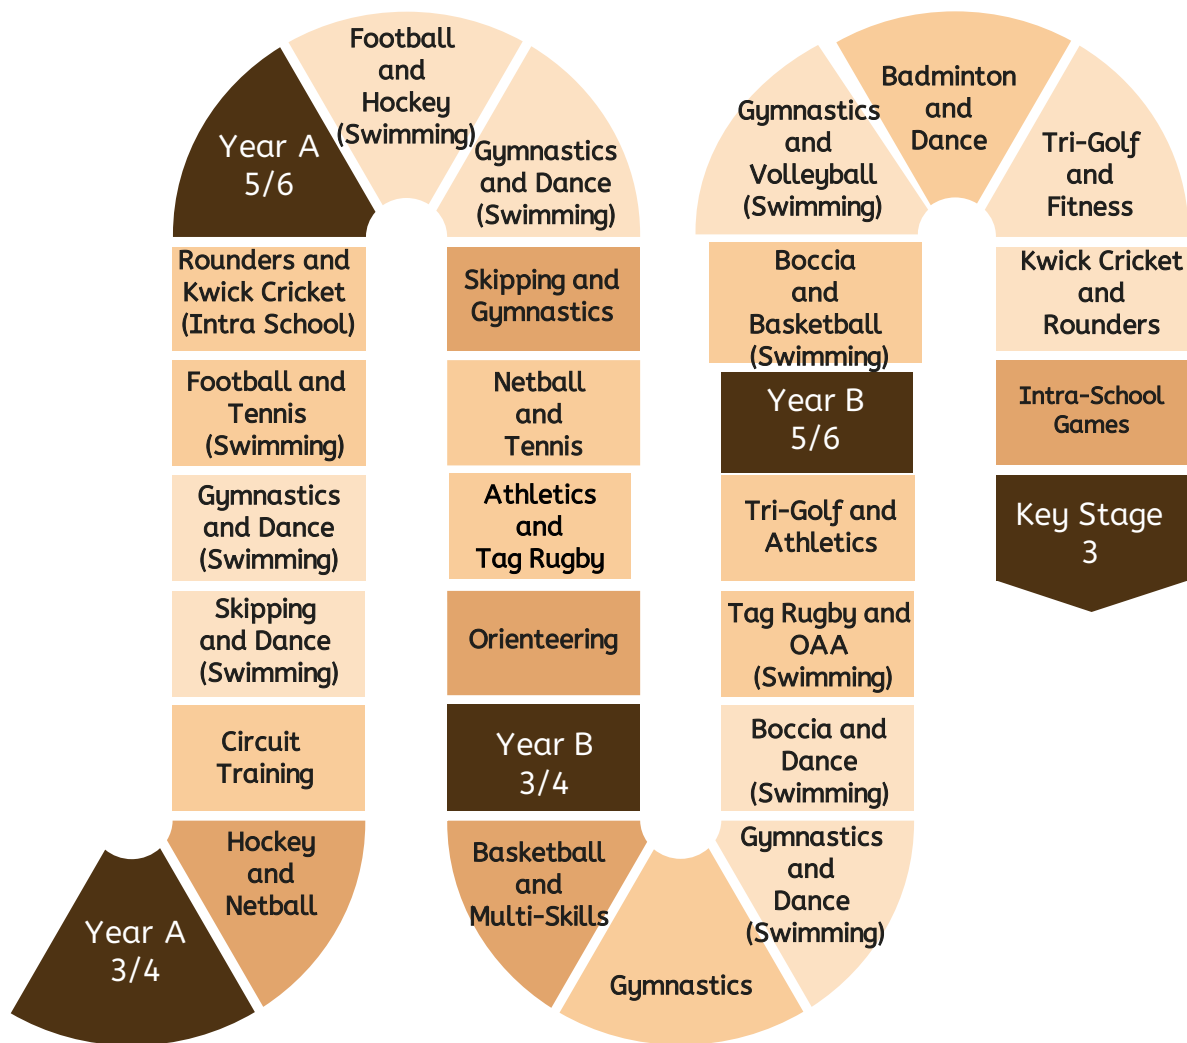 Year A
3/4
Hockey
and
Netball
Circuit
Training
Skipping
and Dance
(Swimming)
Gymnastics
and Dance
(Swimming)
Football and
Tennis
(Swimming)
Rounders and
Kwick Cricket
(Intra School)
Year A
5/6
Football
and
Hockey
(Swimming)
Gymnastics
and Dance
(Swimming)
Skipping and
Gymnastics
Netball
and
Tennis
Athletics
and
Tag Rugby
Orienteering
Year B
3/4
Basketball
and
Multi-Skills
Gymnastics
Gymnastics
and
Dance
(Swimming)
Boccia and
Dance
(Swimming)
Tag Rugby and
OAA
(Swimming)
Tri-Golf and
Athletics
Year B
5/6
Boccia
and
Basketball
(Swimming)
Gymnastics
and
Volleyball
(Swimming)
Badminton
and
Dance
Tri-Golf
and
Fitness
Kwick Cricket
and
Rounders
Intra-School
Games
Key Stage
3